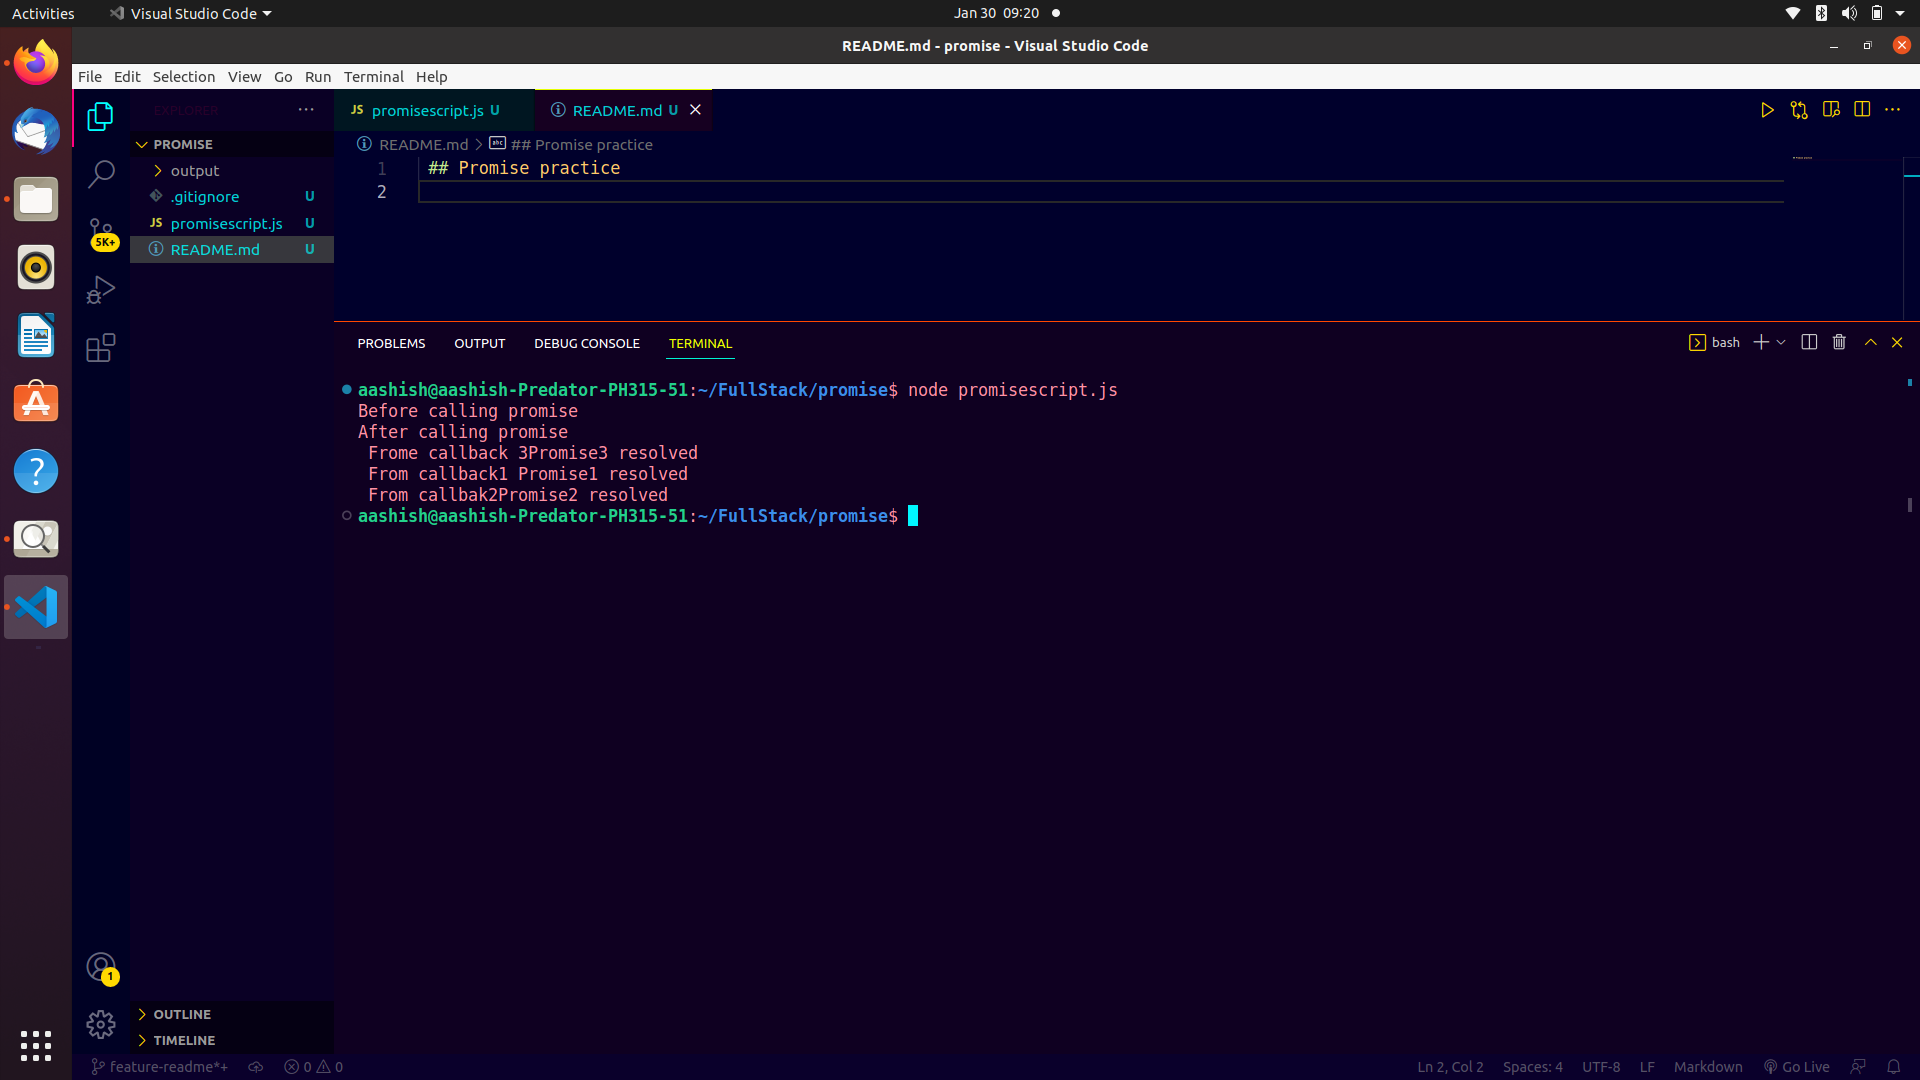 Activities
Visual Studio Code
Jan 30 09:20
README.md - promise - Visual Studio Code
File Edit Selection View Go Run Terminal Help
EXPLORER
JS promisescript.js U
README.md U
PROMISE
README.md > ## Promise practice
output
.gitignore U
JS promisescript.js U
README.md U
5K+
1 ## Promise practice
2
PROBLEMS OUTPUT DEBUG CONSOLE TERMINAL
bash
aashish@aashish-Predator-PH315-51:~/FullStack/promise$ node promisescript.js
Before calling promise
After calling promise
Frome callback 3Promise3 resolved
From callback1 Promise1 resolved
From callbak2Promise2 resolved
aashish@aashish-Predator-PH315-51:~/FullStack/promise$
1
OUTLINE
TIMELINE
feature-readme*+ 0 0
Ln 2, Col 2 Spaces: 4 UTF-8 LF Markdown Go Live